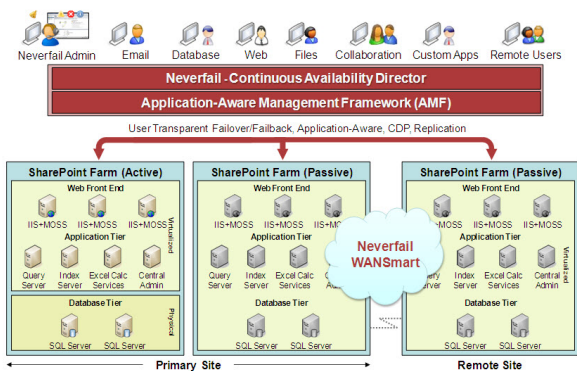 Neverfail Admin Email Database Web Files Collaboration Custom Apps Remote Users
Neverfail - Continuous Availability Director
Application-Aware Management Framework (AMF)
User Transparent Failover/Failback, Application-Aware, CDP, Replication
SharePoint Farm (Active)
Web Front End
IIS+MOSS IIS+MOSS IIS+MOSS
Application Tier
Query Server
Index Server
Excel Calc Services
Central Admin
Virtualized
Database Tier
SQL Server SQL Server
Physical
SharePoint Farm (Passive)
Web Front End
IIS+MOSS IIS+MOSS IIS+MOSS
Application Tier
Query Server
Index Server
Excel Calc Services
Database Tier
SQL Server SQL Server
Neverfail
WANSmart
SharePoint Farm (Passive)
Web Front End
IIS+MOSS IIS+MOSS IIS+MOSS
Application Tier
Index Server
Excel Calc Services
Central Admin
Virtualized
Database Tier
SQL Server SQL Server
Primary Site
Remote Site